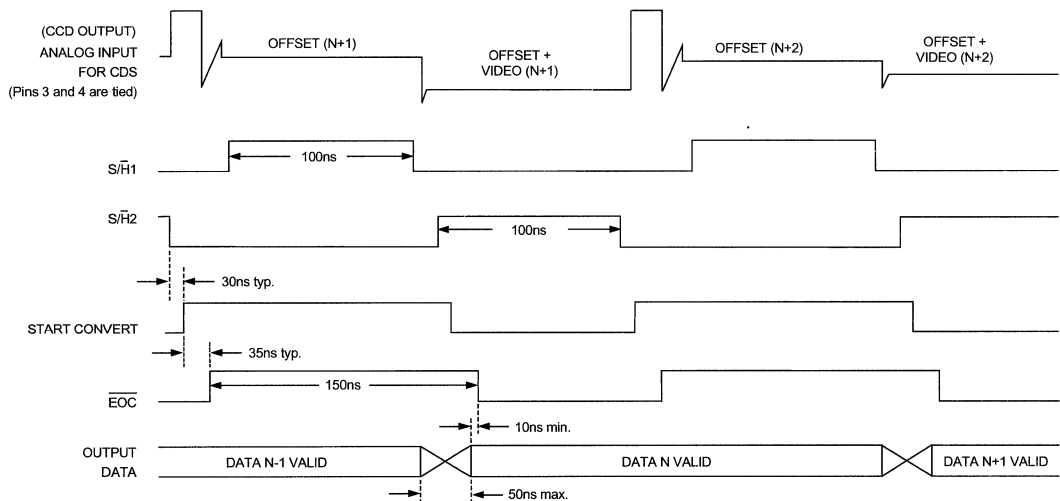 (CCD OUTPUT)
ANALOG INPUT
FOR CDS
(Pins 3 and 4 are tied)
OFFSET (N+1)
OFFSET +
VIDEO (N+1)
OFFSET (N+2)
OFFSET +
VIDEO (N+2)
S/H̅1
100ns
S/H̅2
100ns
30ns typ.
START CONVERT
35ns typ.
E̅O̅C̅
150ns
10ns min.
OUTPUT
DATA
DATA N-1 VALID
DATA N VALID
DATA N+1 VALID
50ns max.